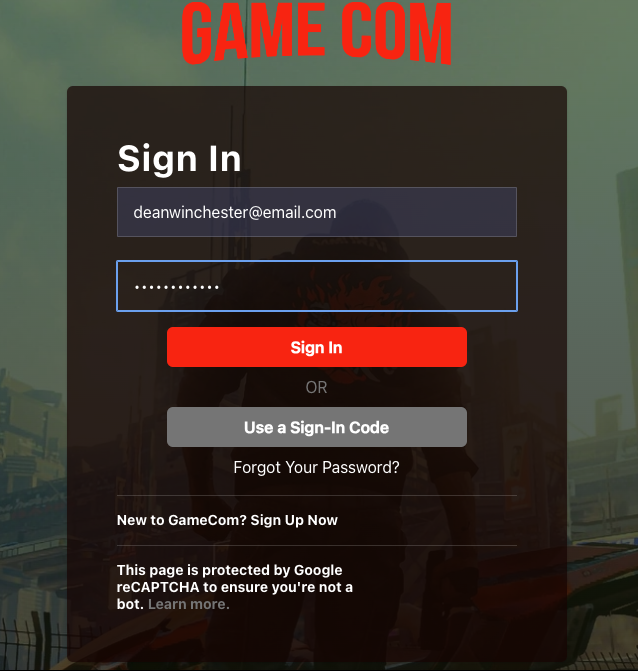 GAME COM
Sign In
deanwinchester@email.com
••••••••••••
Sign In
OR
Use a Sign-In Code
Forgot Your Password?
New to GameCom? Sign Up Now
This page is protected by Google
reCAPTCHA to ensure you're not a
bot. Learn more.